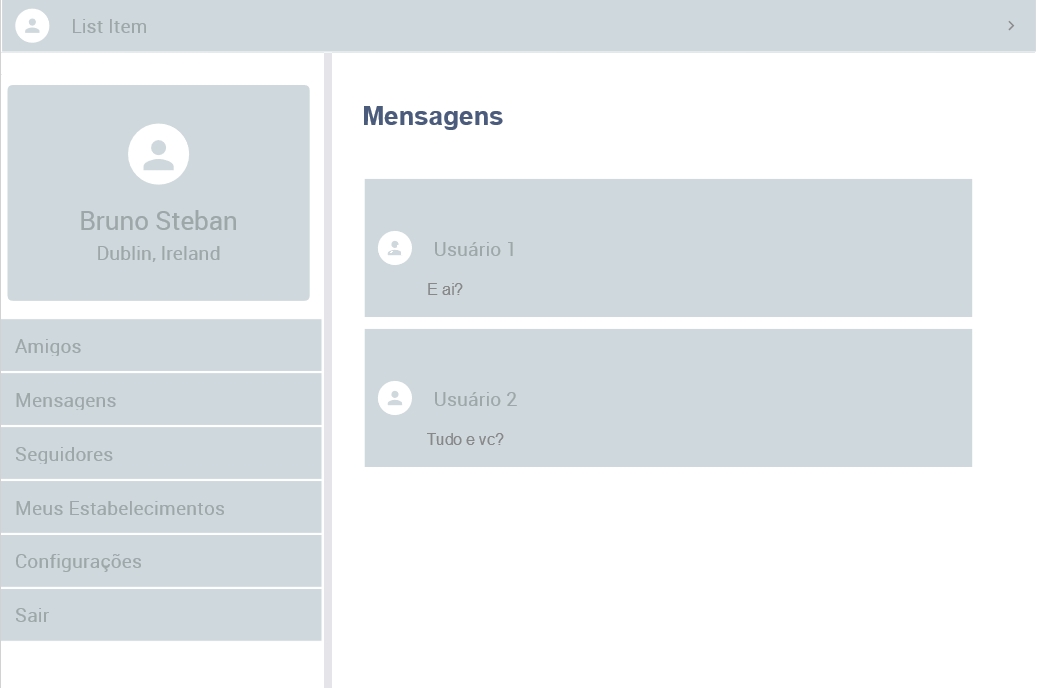 List Item
Bruno Steban
Dublin, Ireland
Amigos
Mensagens
Seguidores
Meus Estabelecimentos
Configurações
Sair
Mensagens
Usuário 1
E ai?
Usuário 2
Tudo e vc?